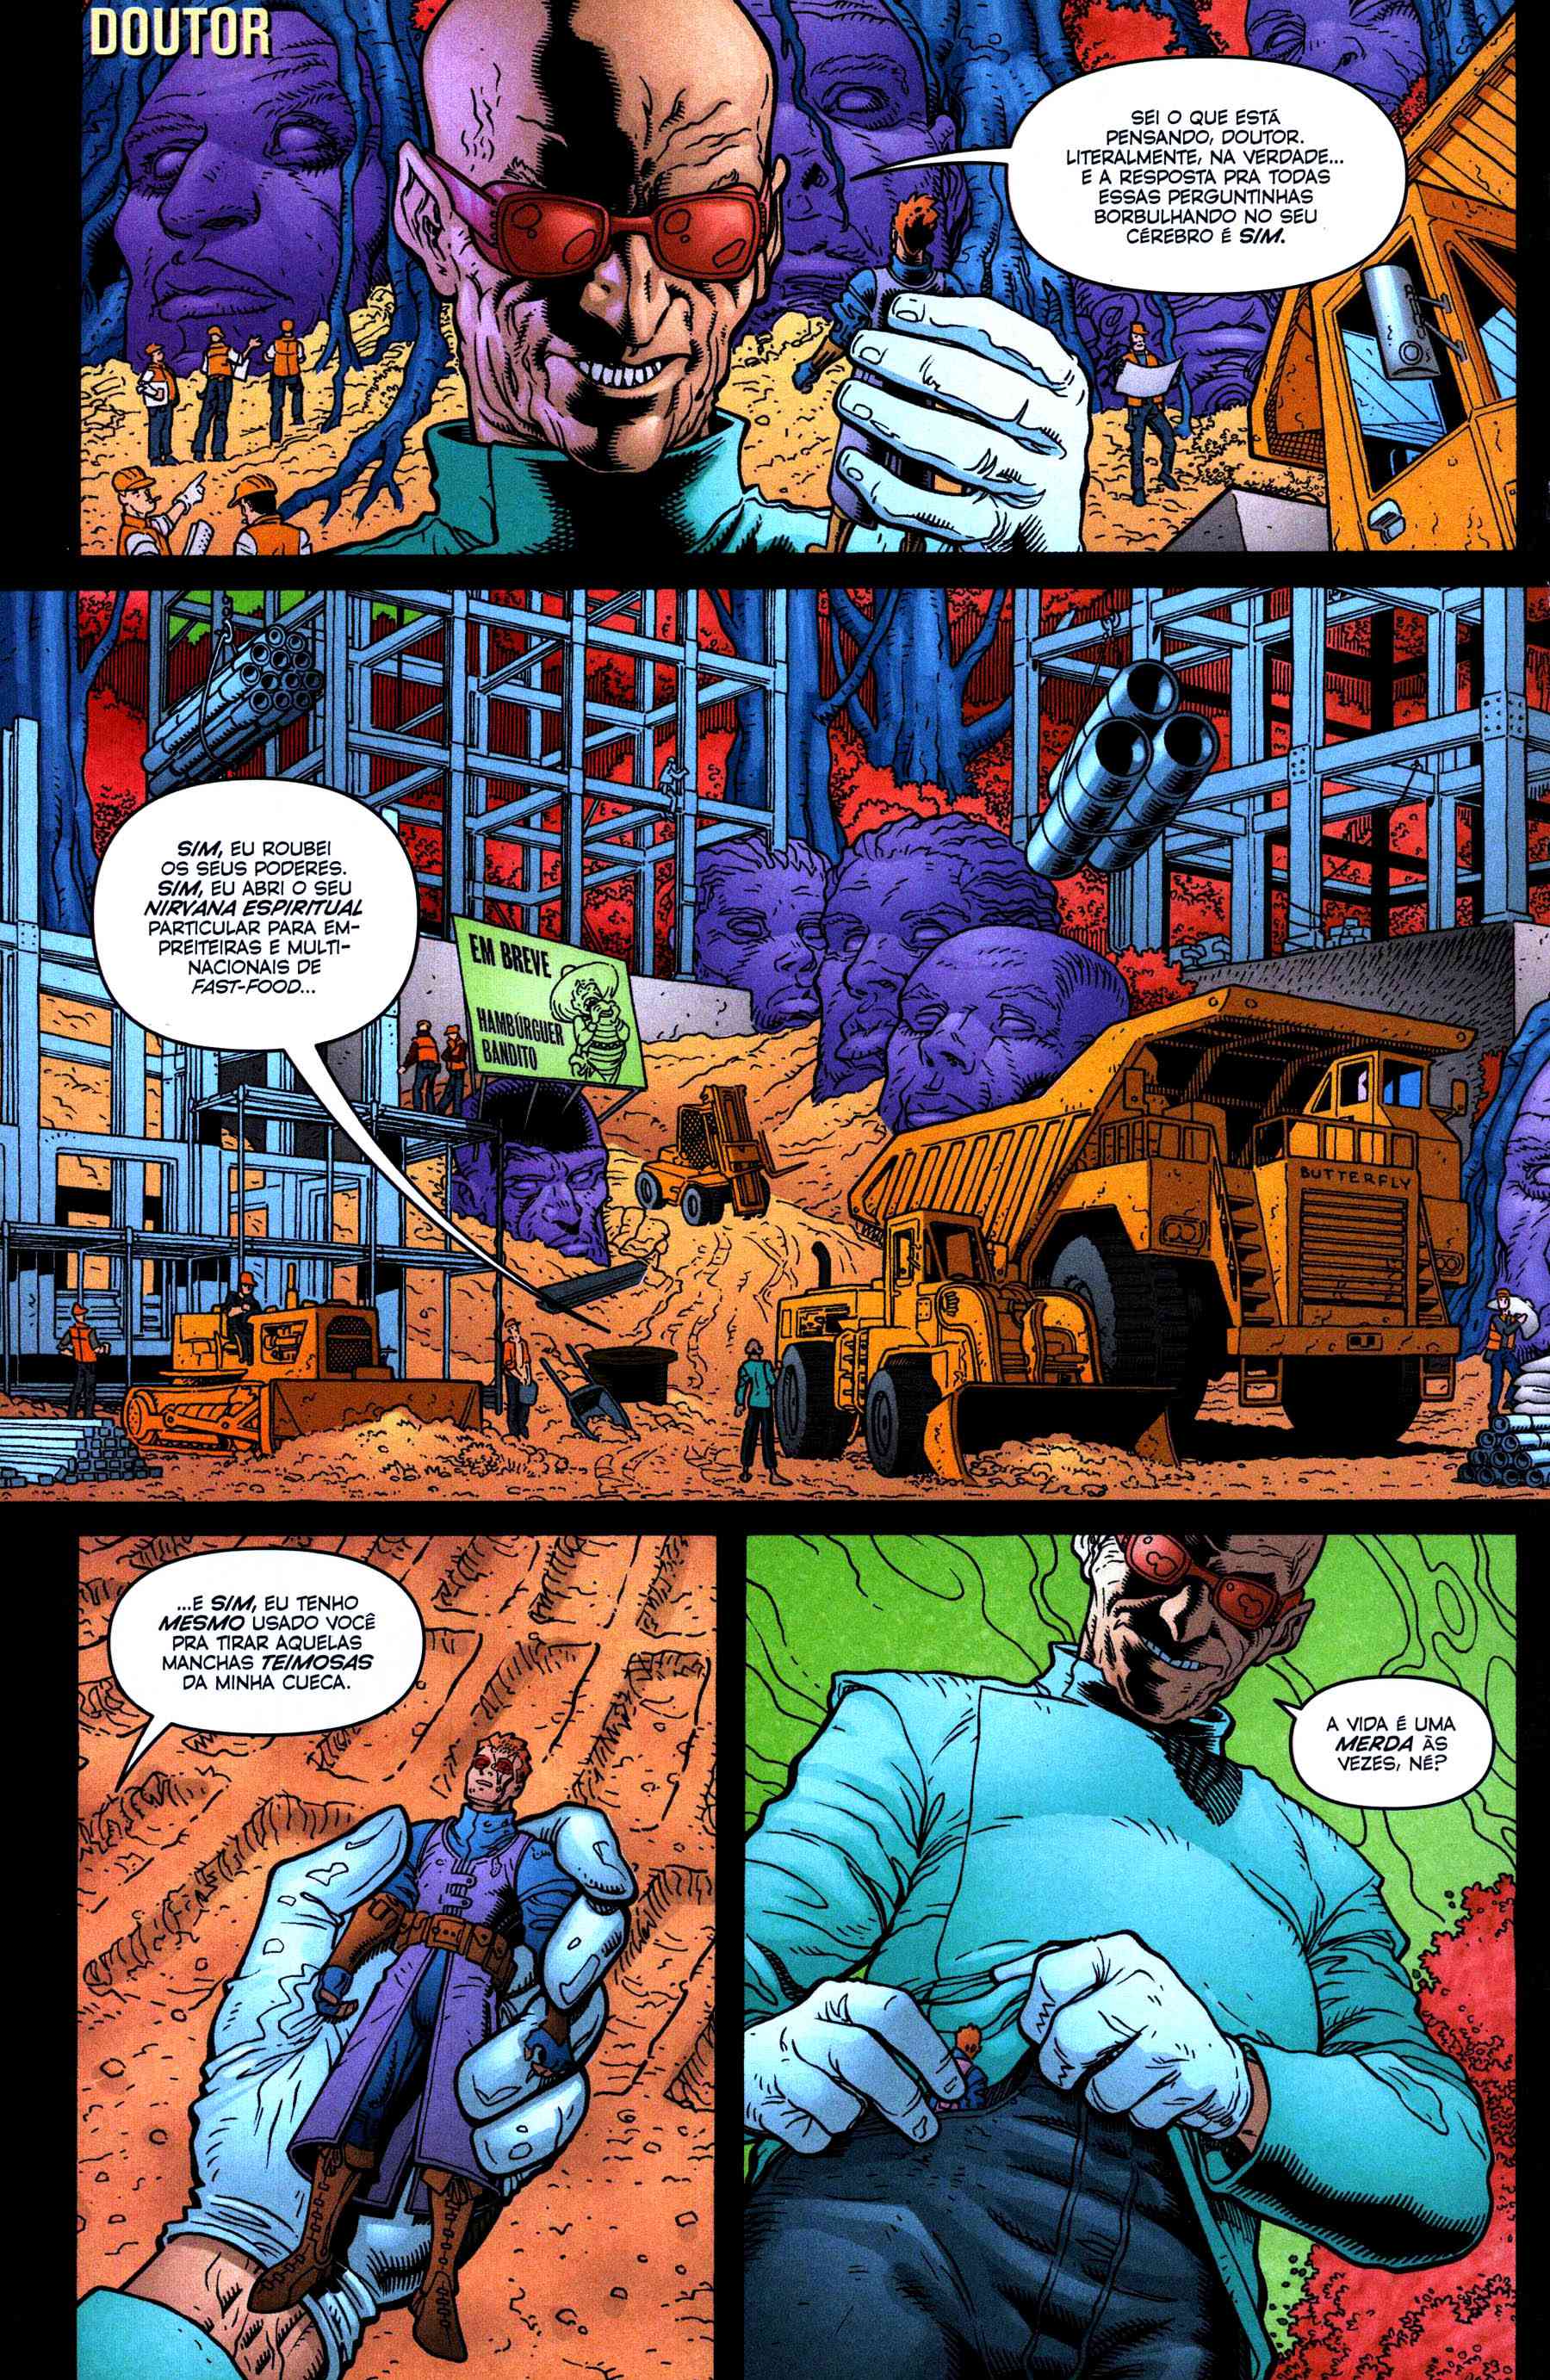 DOUTOR
SEI O QUE ESTÁ
PENSANDO, DOUTOR.
LITERALMENTE, NA VERDADE...
E A RESPOSTA PRA TODAS
ESSAS PERGUNTINHAS
BORBULHANDO NO SEU
CÉREBRO É SIM.
SIM, EU ROUBEI
OS SEUS PODERES.
SIM, EU ABRI O SEU
NIRVANA ESPIRITUAL
PARTICULAR PARA EM-
PREITEIRAS E MULTI-
NACIONAIS DE
FAST-FOOD...
EM BREVE
HAMBÚRGUER
BANDITO
BUTTERFLY
...E SIM, EU TENHO
MESMO USADO VOCÊ
PRA TIRAR AQUELAS
MANCHAS TEIMOSAS
DA MINHA CUECA.
A VIDA É UMA
MERDA ÀS
VEZES, NÉ?